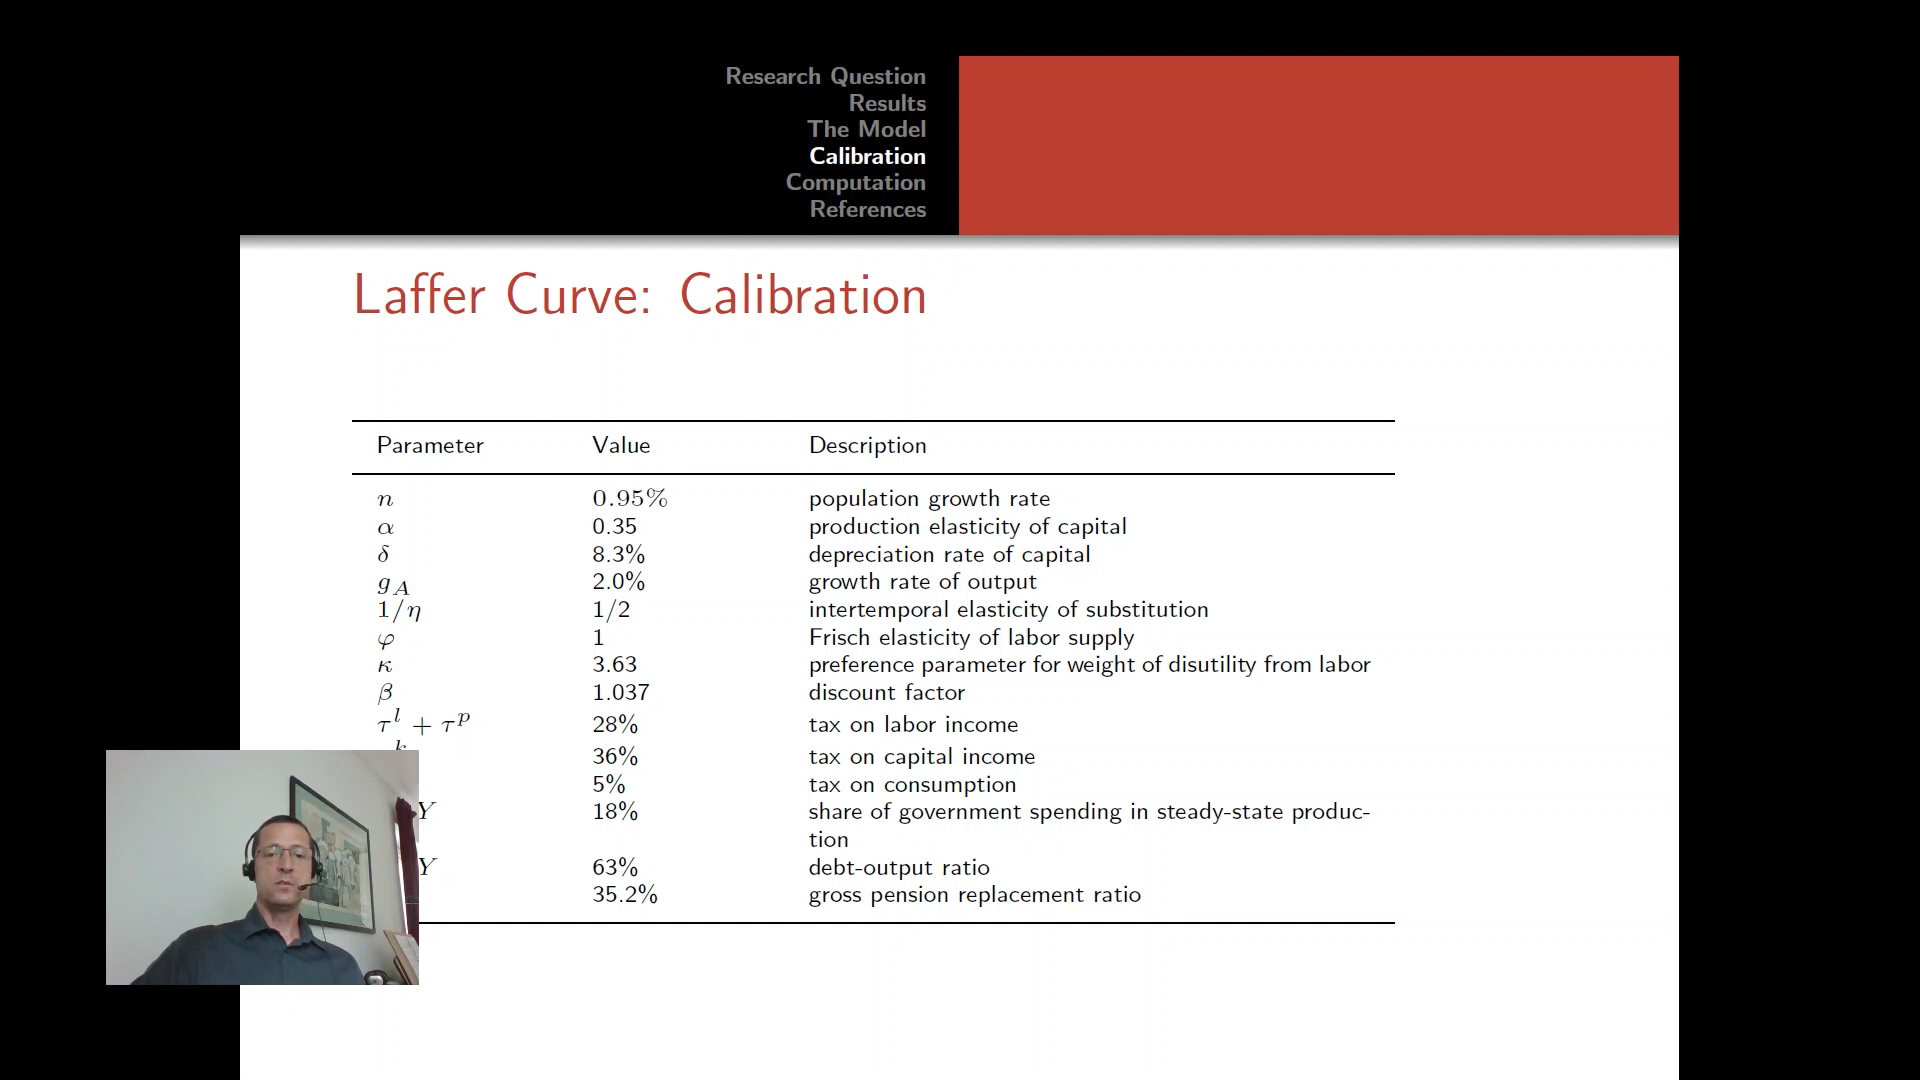 Research Question
Results
The Model
Calibration
Computation
References
Laffer Curve: Calibration
Parameter Value Description
n 0.95% population growth rate
α 0.35 production elasticity of capital
δ 8.3% depreciation rate of capital
g_A 2.0% growth rate of output
1/η 1/2 intertemporal elasticity of substitution
φ 1 Frisch elasticity of labor supply
κ 3.63 preference parameter for weight of disutility from labor
β 1.037 discount factor
τ^l + τ^p 28% tax on labor income
k 36% tax on capital income
5% tax on consumption
Y 18% share of government spending in steady-state produc-
tion
Y 63% debt-output ratio
35.2% gross pension replacement ratio